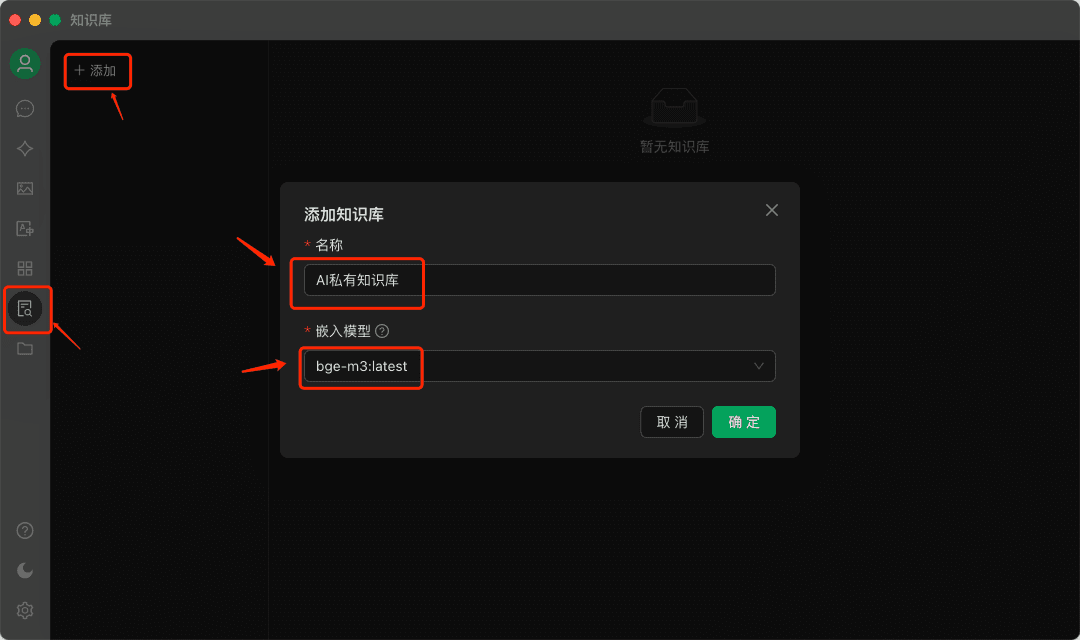 知识库
添加
暂无知识库
添加知识库
* 名称
AI私有知识库
* 嵌入模型
bge-m3:latest
取 消
确 定